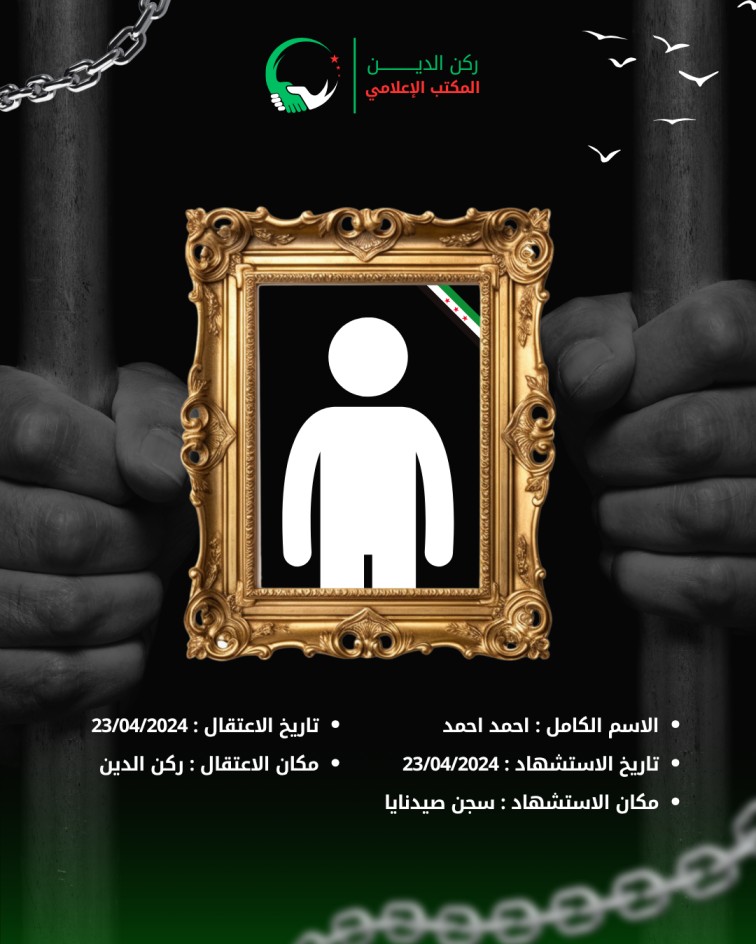 ركن الديــــــن
المكتب الإعلامي
الاسم الكامل : احمد احمد
تاريخ الاستشهاد : 23/04/2024
مكان الاستشهاد : سجن صيدنايا
تاريخ الاعتقال : 23/04/2024
مكان الاعتقال : ركن الدين